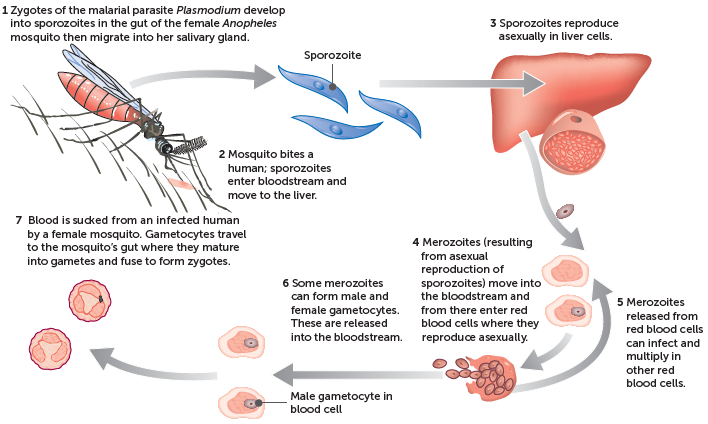 1 Zygotes of the malarial parasite Plasmodium develop
into sporozoites in the gut of the female Anopheles
mosquito then migrate into her salivary gland.
Sporozoite
3 Sporozoites reproduce
asexually in liver cells.
2 Mosquito bites a
human; sporozoites
enter bloodstream and
move to the liver.
7 Blood is sucked from an infected human
by a female mosquito. Gametocytes travel
to the mosquito's gut where they mature
into gametes and fuse to form zygotes.
4 Merozoites (resulting
from asexual
reproduction of
sporozoites) move into
the bloodstream and
from there enter red
blood cells where they
reproduce asexually.
6 Some merozoites
can form male and
female gametocytes.
These are released
into the bloodstream.
5 Merozoites
released from
red blood cells
can infect and
multiply in
other red
blood cells.
Male gametocyte in
blood cell